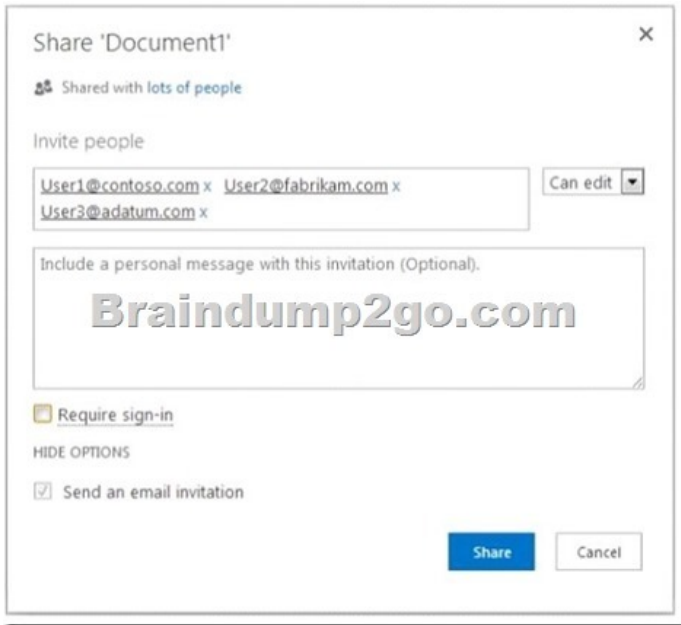 Share 'Document1'
Shared with lots of people
Invite people
User1@contoso.com x User2@fabrikam.com x
User3@adatum.com x
Can edit
Include a personal message with this invitation (Optional).
Braindump2go.com
Require sign-in
HIDE OPTIONS
Send an email invitation
Share
Cancel